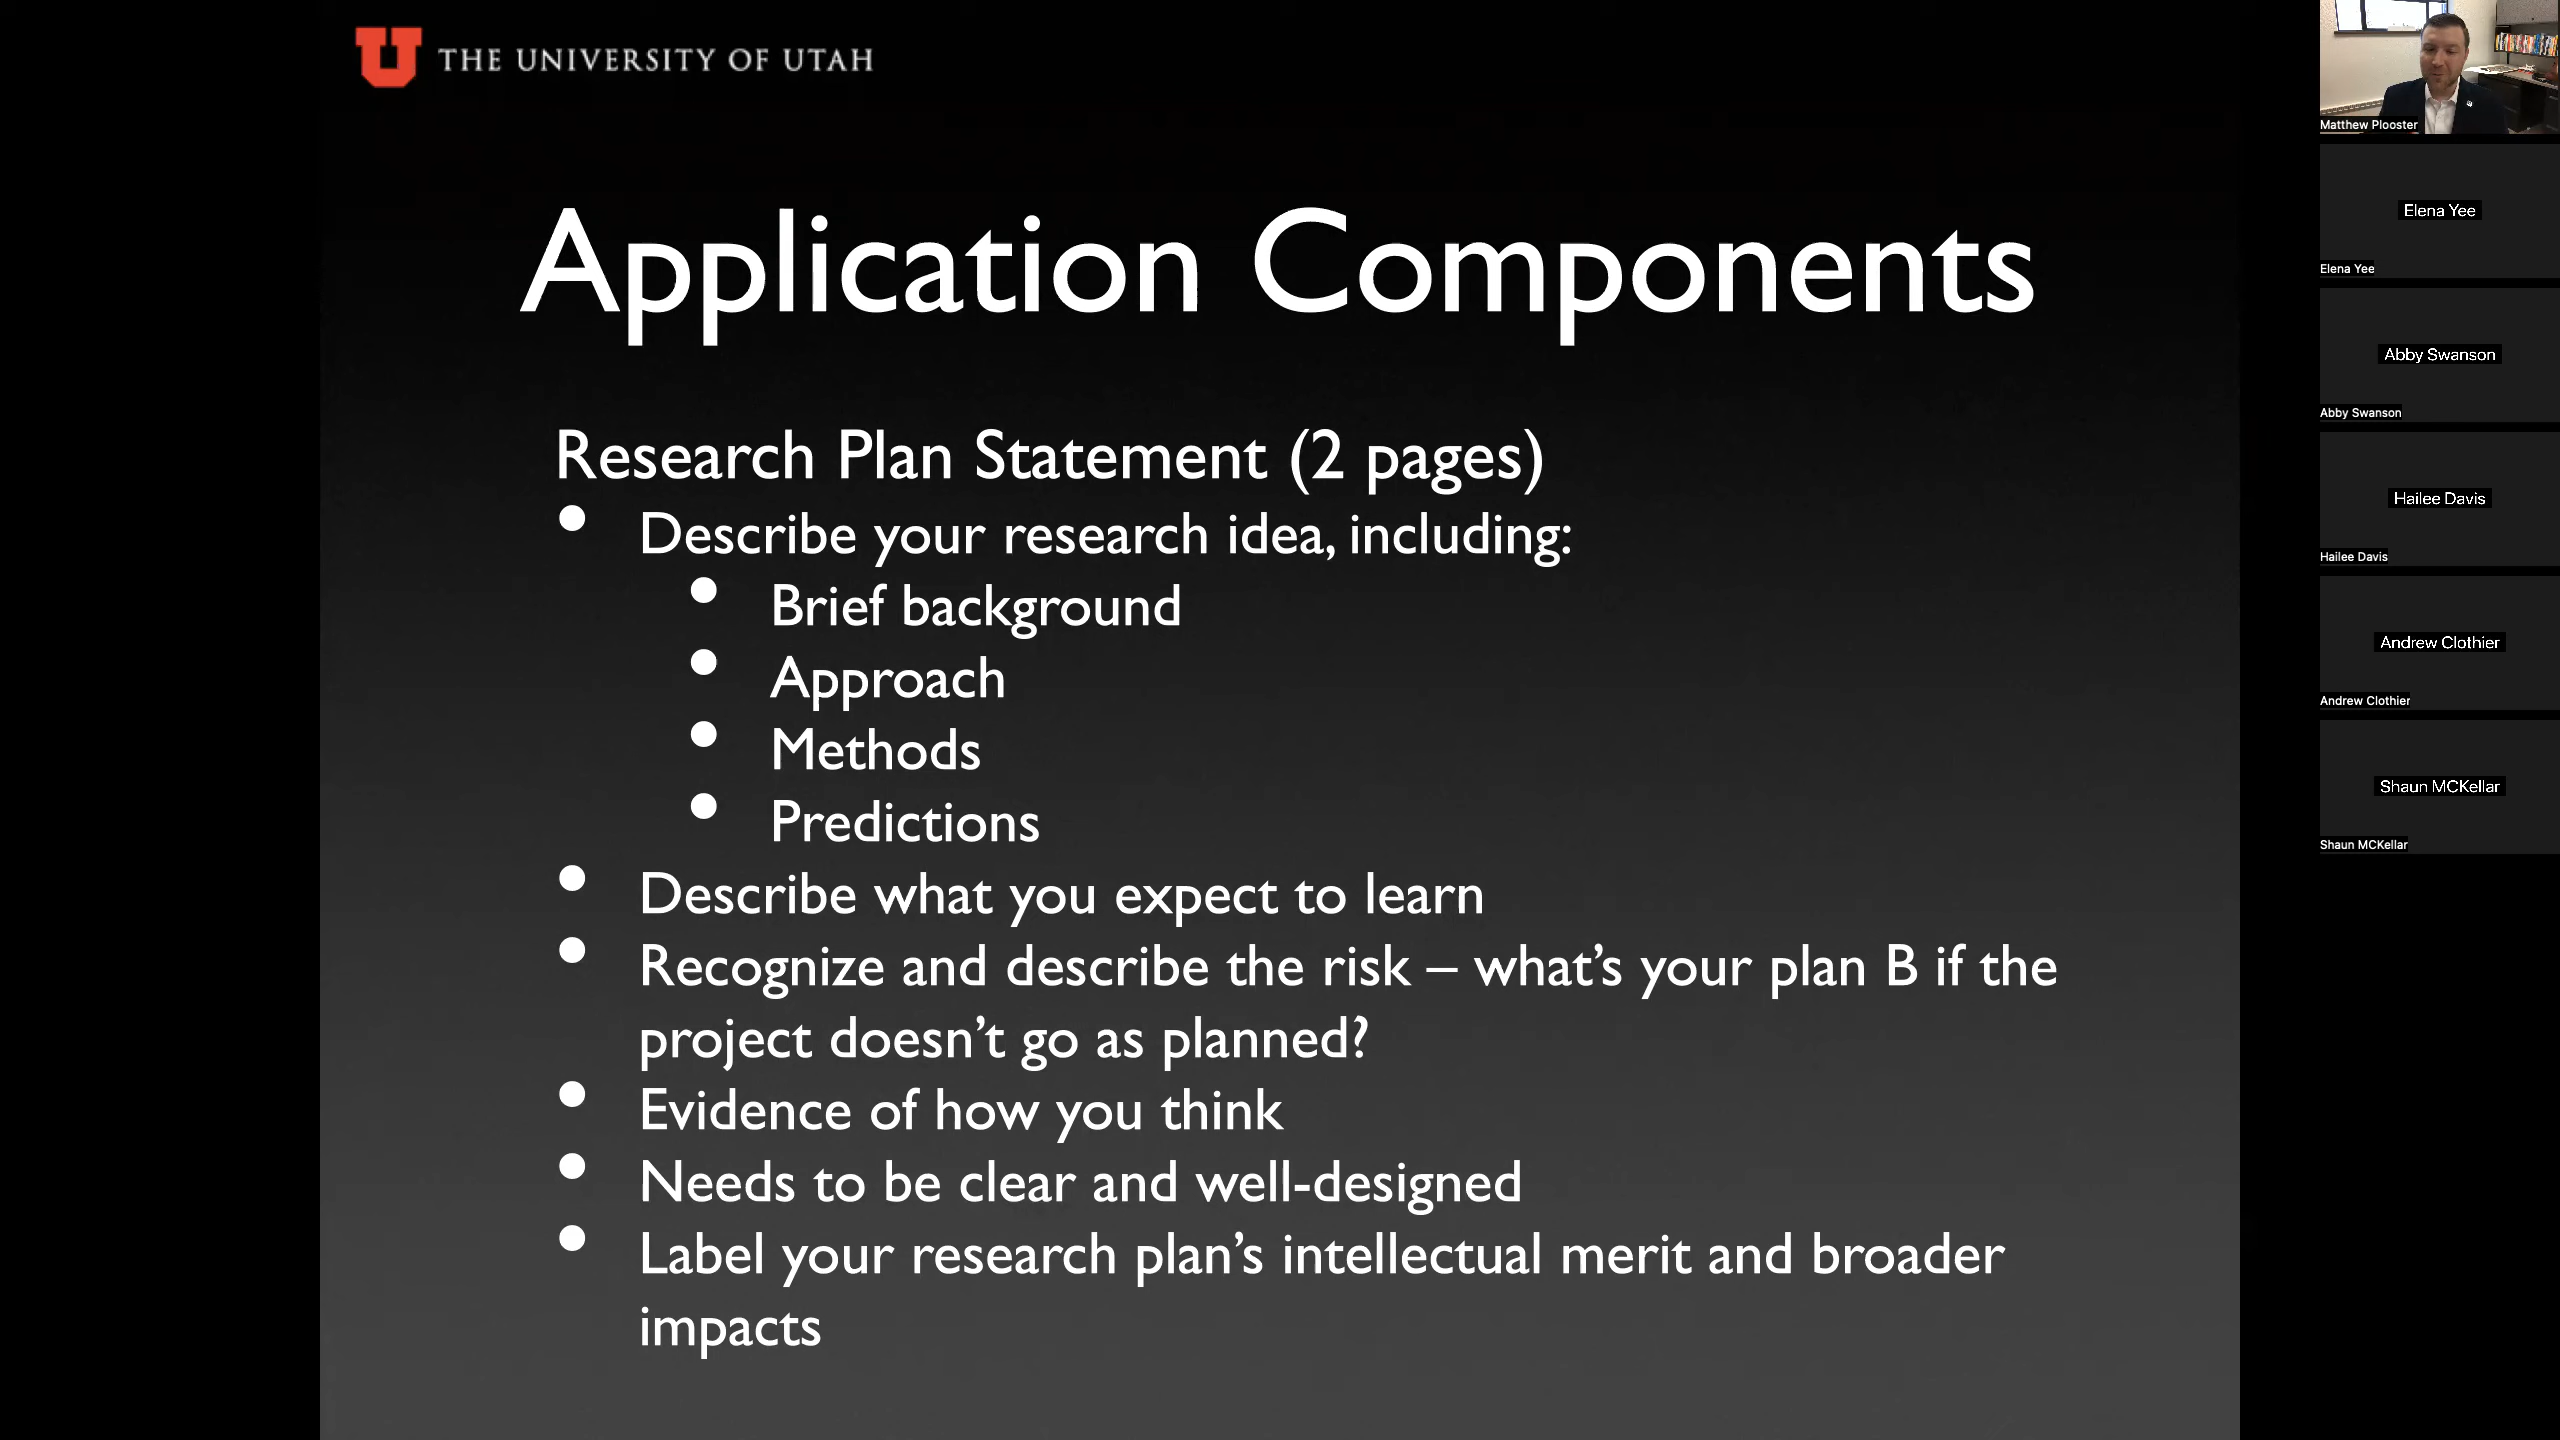 U THE UNIVERSITY OF UTAH
Application Components
Research Plan Statement (2 pages)
• Describe your research idea, including:
• Brief background
• Approach
• Methods
• Predictions
• Describe what you expect to learn
• Recognize and describe the risk – what’s your plan B if the
project doesn’t go as planned?
• Evidence of how you think
• Needs to be clear and well-designed
• Label your research plan’s intellectual merit and broader
impacts
Matthew Plooster
Elena Yee
Elena Yee
Abby Swanson
Abby Swanson
Hailee Davis
Hailee Davis
Andrew Clothier
Andrew Clothier
Shaun MCKellar
Shaun MCKellar